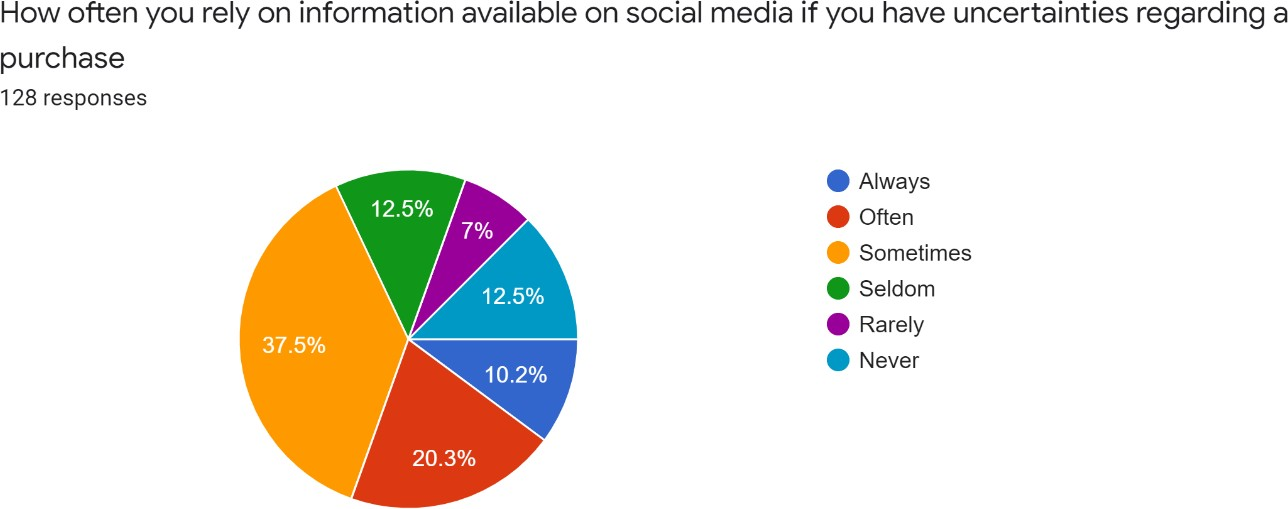 How often you rely on information available on social media if you have uncertainties regarding a
purchase
128 responses
12.5%
7%
12.5%
37.5%
10.2%
20.3%
Always
Often
Sometimes
Seldom
Rarely
Never